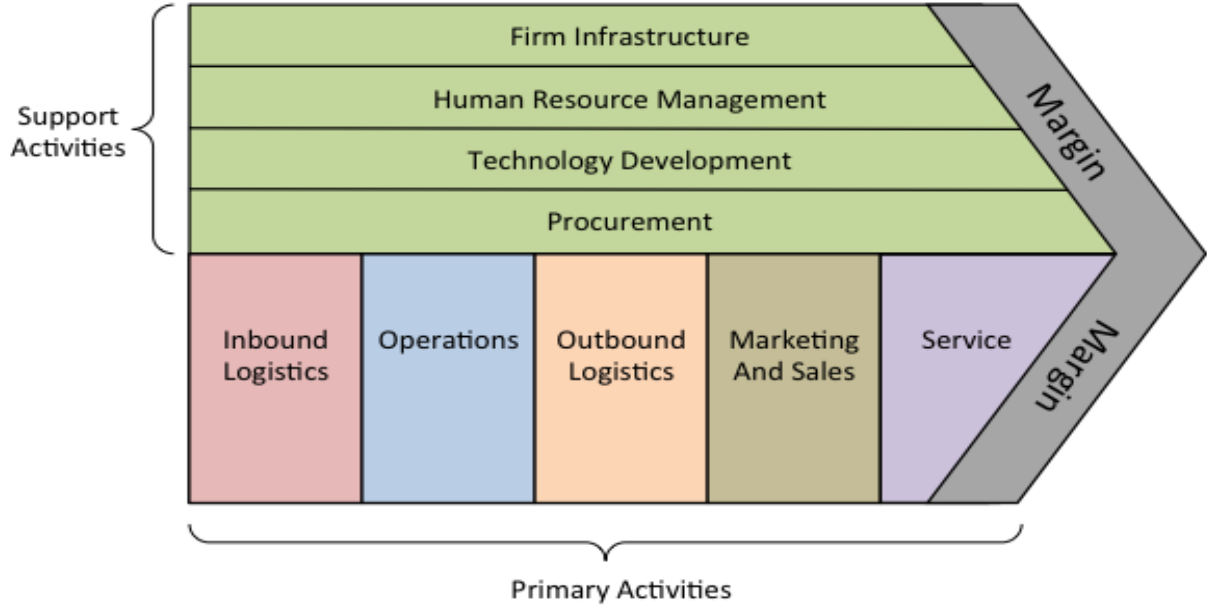 Firm Infrastructure
Human Resource Management
Technology Development
Procurement
Support
Activities
Margin
Inbound
Logistics
Operations
Outbound
Logistics
Marketing
And Sales
Service
Margin
Primary Activities